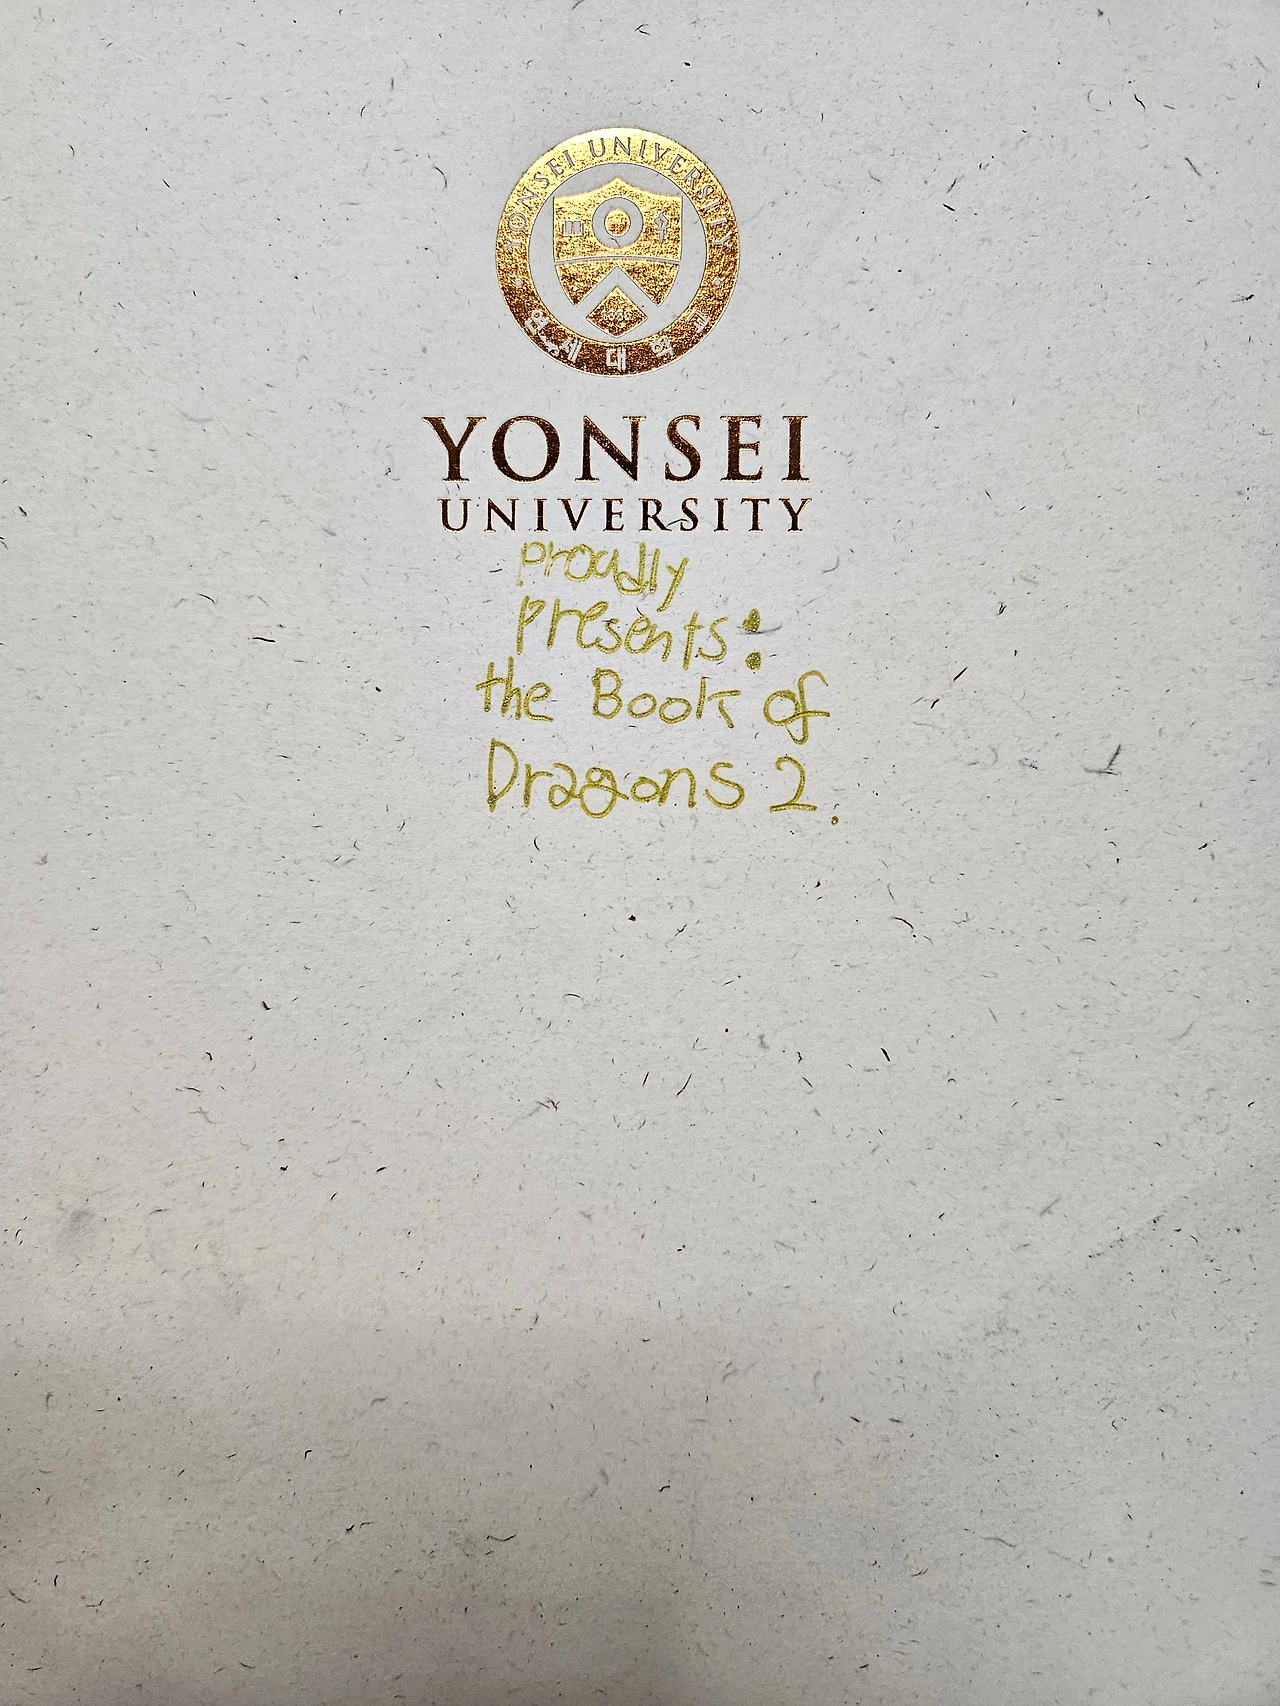 YONSEI UNIVERSITY
연세대학교
YONSEI
UNIVERSITY
proudly
presents:
the Book of
Dragons 2.